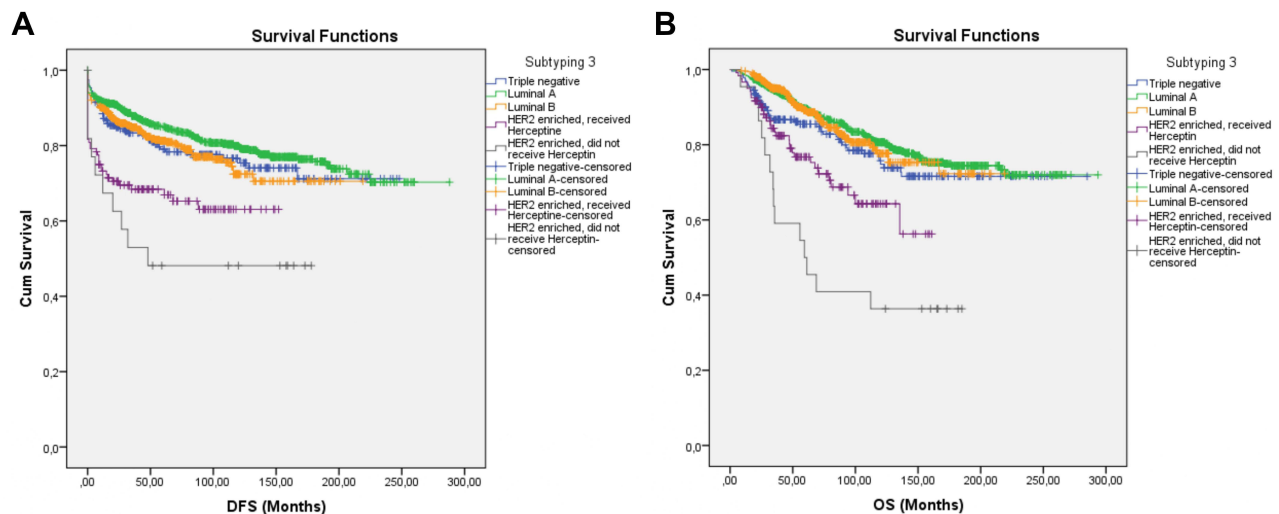 A
Survival Functions
Cum Survival
1,0
0,8
0,6
0,4
0,2
0,0
,00
50,00
100,00
150,00
200,00
250,00
300,00
DFS (Months)
Subtyping 3
Triple negative
Luminal A
Luminal B
HER2 enriched, received
Herceptine
HER2 enriched, did not
receive Herceptin
Triple negative-censored
Luminal A-censored
Luminal B-censored
HER2 enriched, received
Herceptine-censored
HER2 enriched, did not
receive Herceptin-
censored
B
Survival Functions
Cum Survival
1,0
0,8
0,6
0,4
0,2
0,0
,00
50,00
100,00
150,00
200,00
250,00
300,00
OS (Months)
Subtyping 3
Triple negative
Luminal A
Luminal B
HER2 enriched, received
Herceptin
HER2 enriched, did not
receive Herceptin
Triple negative-censored
Luminal A-censored
Luminal B-censored
HER2 enriched, received
Herceptin-censored
HER2 enriched, did not
receive Herceptin-
censored